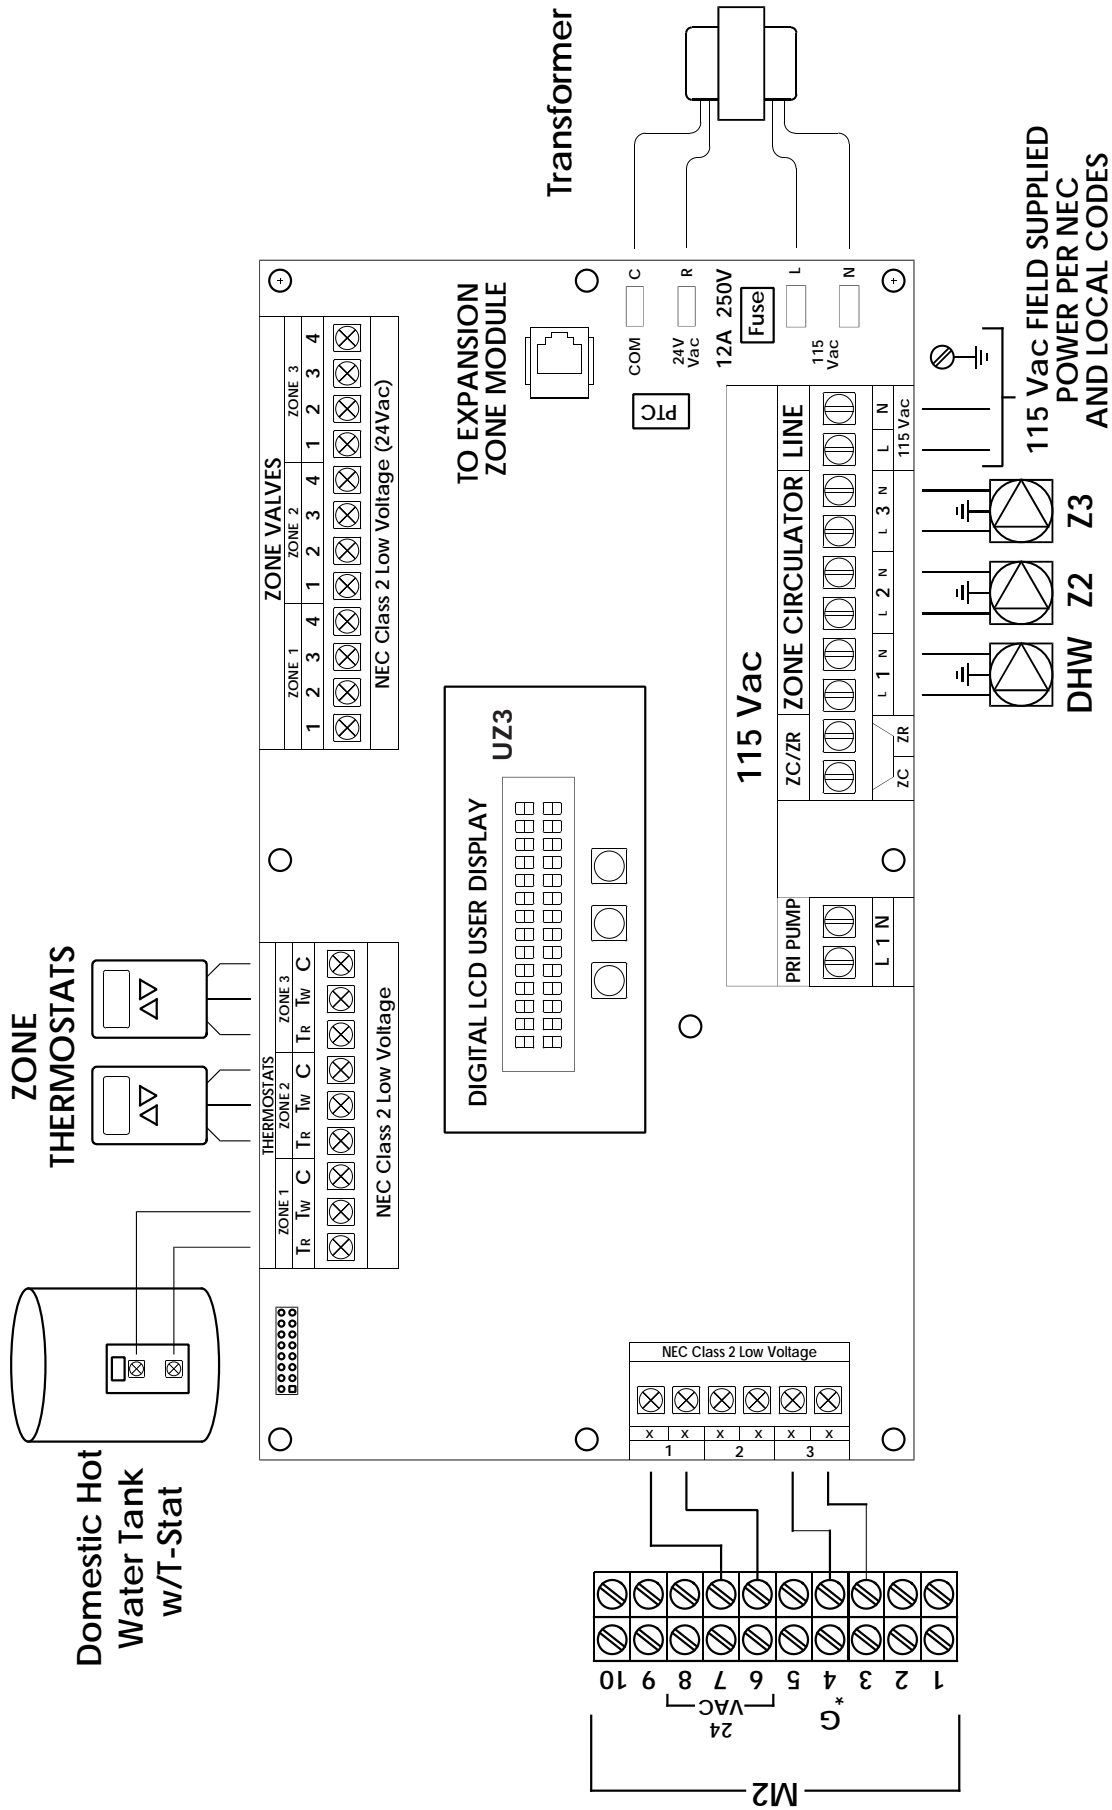 Domestic Hot
Water Tank
w/T-Stat
ZONE
THERMOSTATS
THERMOSTATS
ZONE 1
ZONE 2
ZONE 3
TR TW C TR TW C TR TW C
NEC Class 2 Low Voltage
ZONE VALVES
ZONE 1
ZONE 2
ZONE 3
1 2 3 4 1 2 3 4 1 2 3 4
NEC Class 2 Low Voltage (24Vac)
DIGITAL LCD USER DISPLAY
UZ3
TO EXPANSION
ZONE MODULE
Transformer
COM
C
24V
Vac
R
PTC
12A 250V
Fuse
L
115
Vac
N
115 Vac
PRI PUMP
ZC/ZR
ZONE CIRCULATOR
LINE
L 1 N
ZC
ZR
L 1 N
L 2 N
L 3 N
L N
115 Vac
DHW
Z2
Z3
115 Vac FIELD SUPPLIED
POWER PER NEC
AND LOCAL CODES
NEC Class 2 Low Voltage
x x x x x x
1 2 3
10 9 8 7 6 5 4 3 2 1
24
VAC
G*
M2